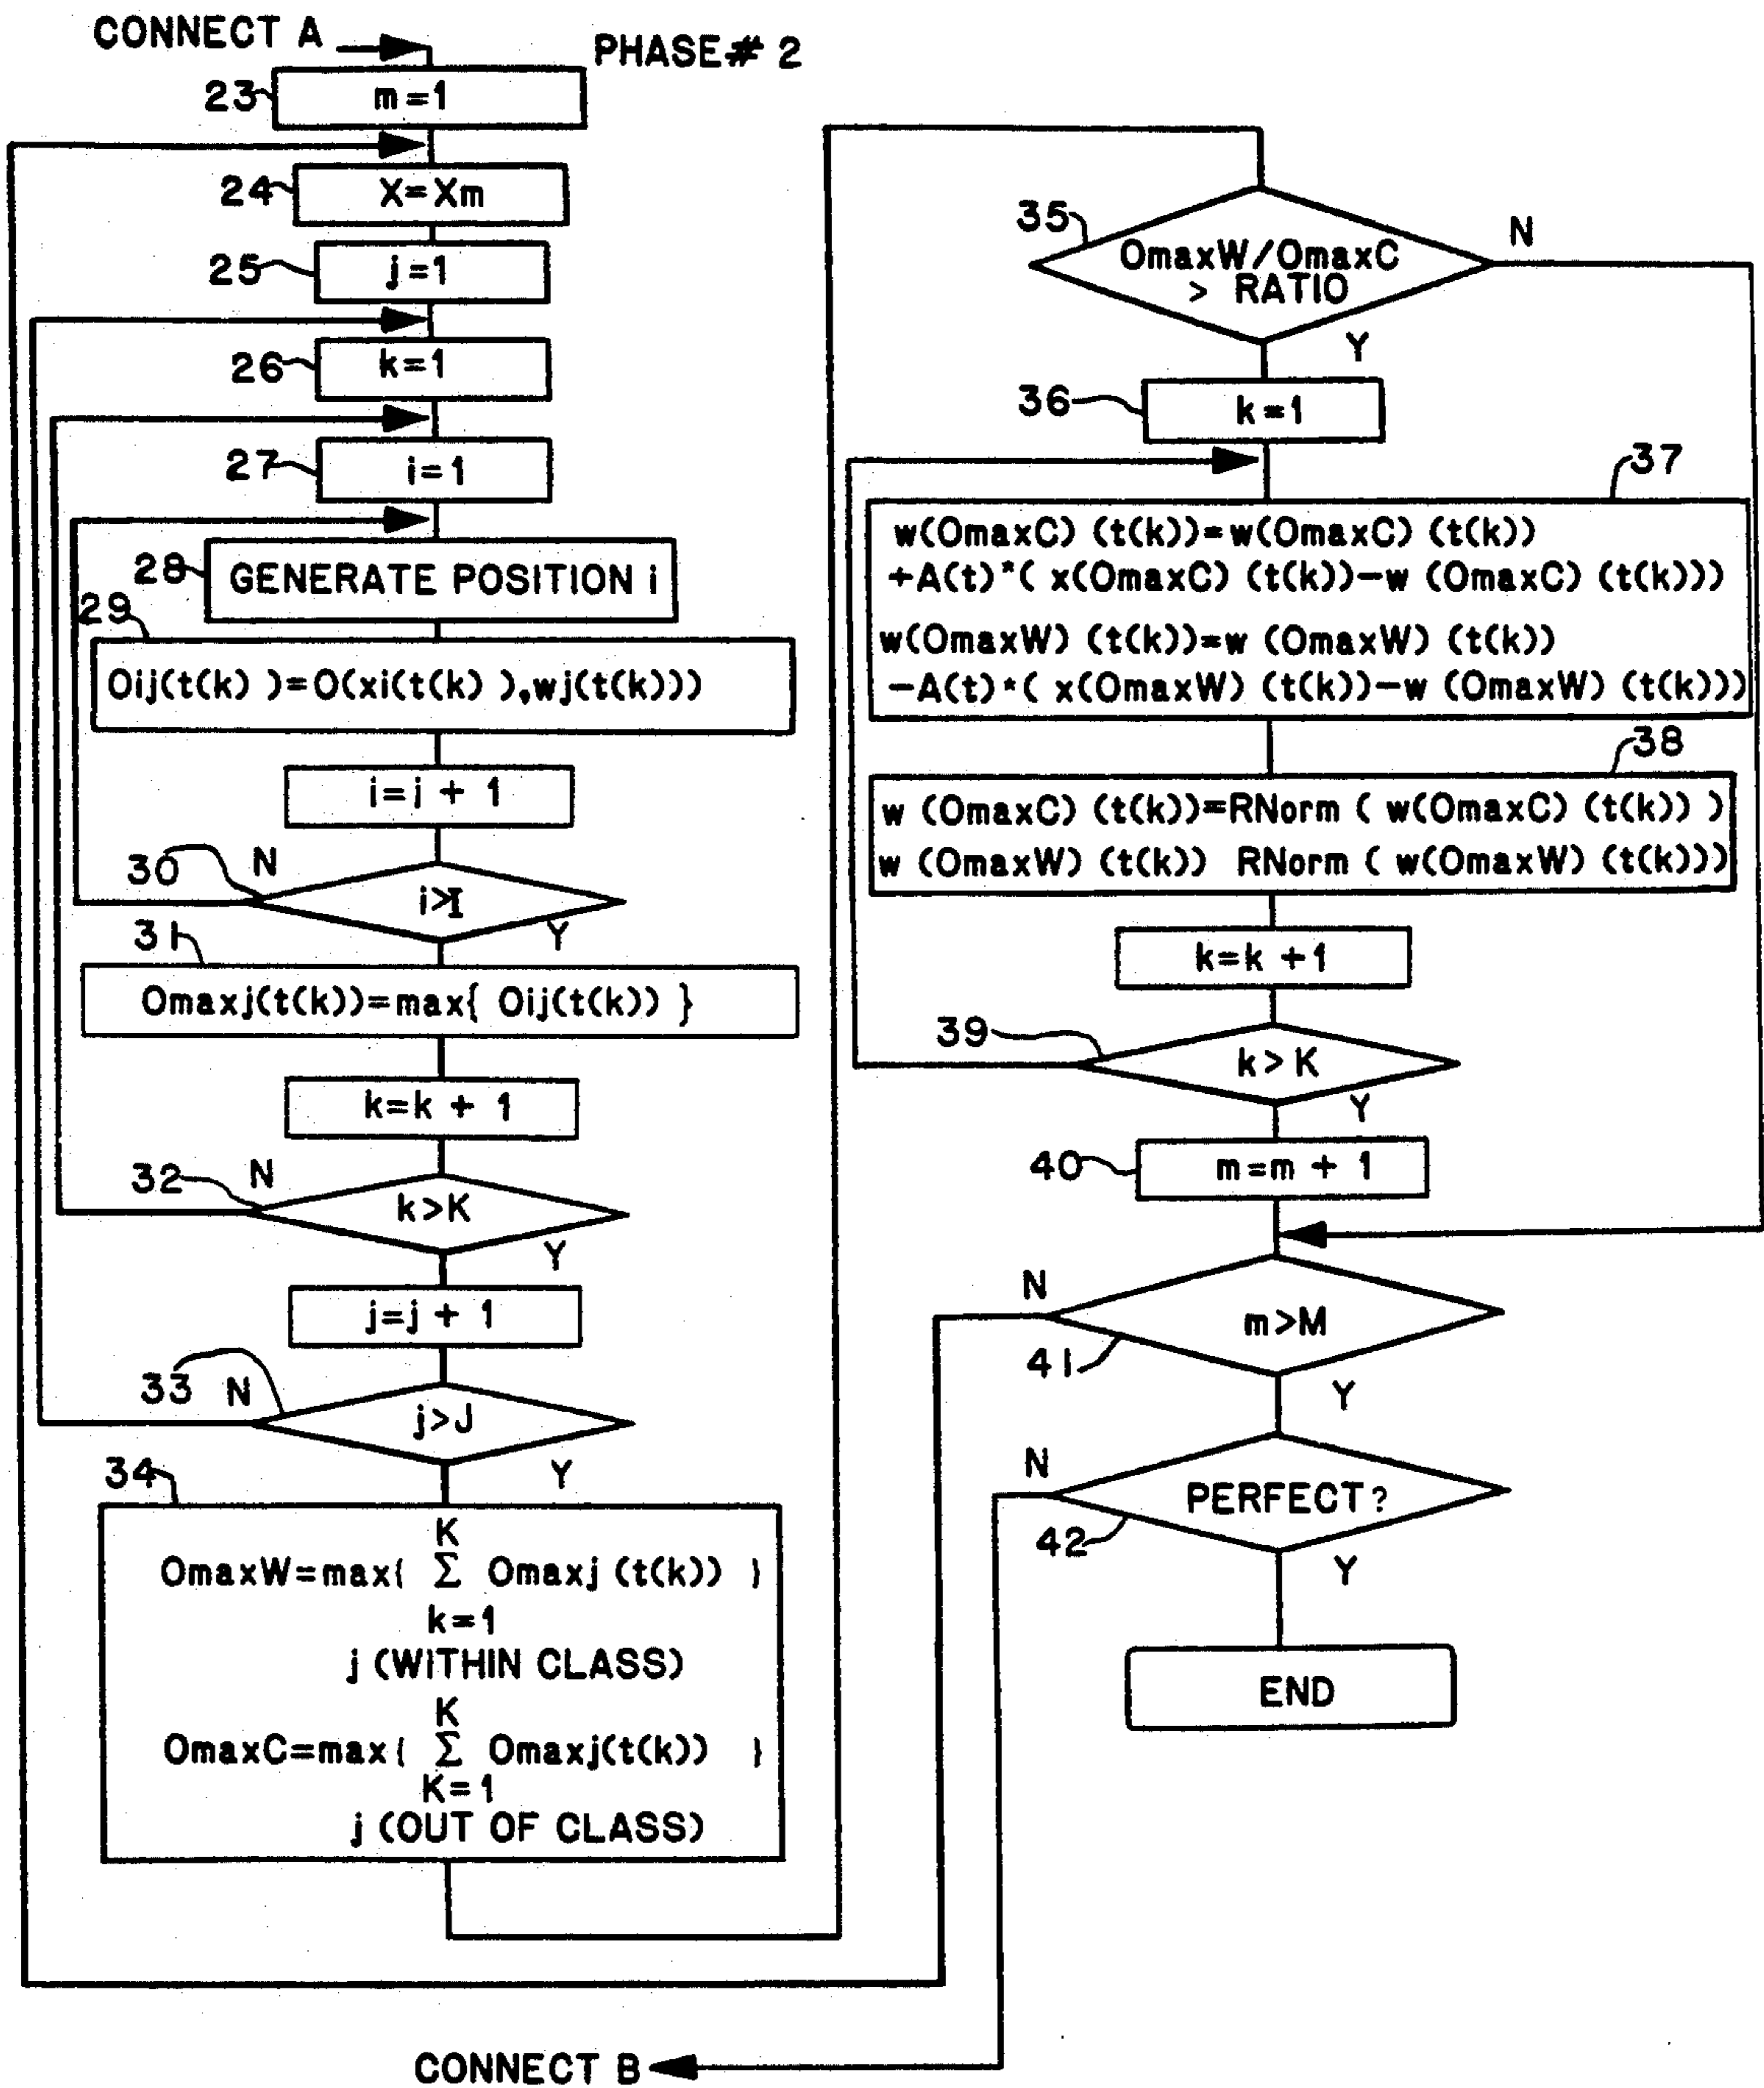 CONNECT A
PHASE# 2
23
m=1
24
X=Xm
25
j=1
26
k=1
27
i=1
28
GENERATE POSITION i
29
Oij(t(k) )=O(xi(t(k) ),wj(t(k)))
i=j + 1
30
N
i>I
Y
31
Omaxj(t(k))=max{ Oij(t(k)) }
k=k + 1
32
N
k>K
Y
j=j + 1
33
N
j>J
Y
34
K
OmaxW=max{ Σ Omaxj (t(k)) }
k=1
j (WITHIN CLASS)
K
OmaxC=max{ Σ Omaxj(t(k)) }
K=1
j (OUT OF CLASS)
35
OmaxW/OmaxC
> RATIO
N
Y
36
k=1
37
w(OmaxC) (t(k))=w(OmaxC) (t(k))
+A(t)*( x(OmaxC) (t(k))-w (OmaxC) (t(k)))
w(OmaxW) (t(k))=w (OmaxW) (t(k))
-A(t)*( x(OmaxW) (t(k))-w (OmaxW) (t(k)))
38
w (OmaxC) (t(k))=RNorm ( w(OmaxC) (t(k)) )
w (OmaxW) (t(k)) RNorm ( w(OmaxW) (t(k)))
k=k +1
39
k> K
Y
40
m=m + 1
N
m>M
41
Y
N
PERFECT?
42
Y
END
CONNECT B